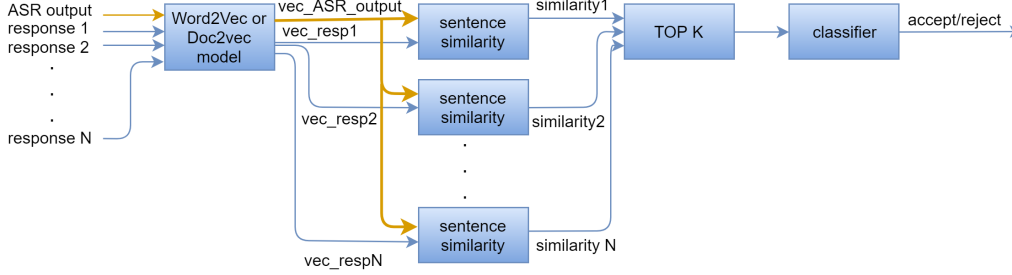 ASR output
response 1
response 2
.
.
.
response N
Word2Vec or
Doc2vec
model
vec_ASR_output
vec_resp1
vec_resp2
vec_respN
sentence
similarity
sentence
similarity
.
.
.
sentence
similarity
similarity1
similarity2
similarity N
TOP K
classifier
accept/reject